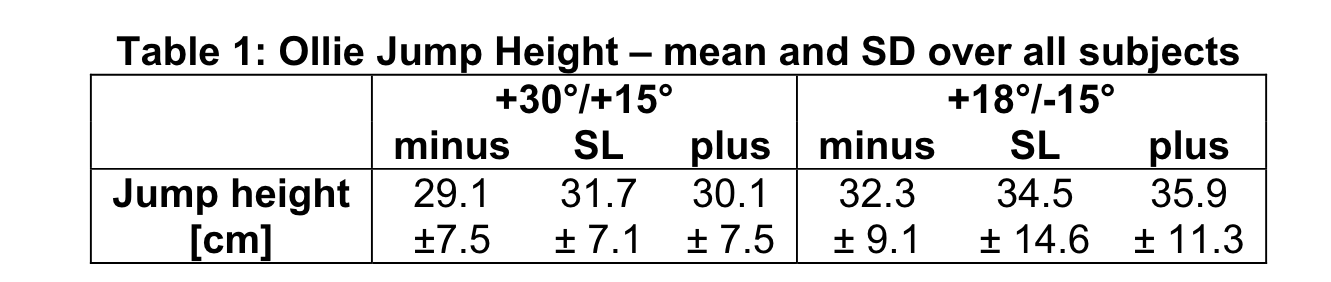 Table 1: Ollie Jump Height – mean and SD over all subjects
+30°/+15° +18°/-15°
minus SL plus minus SL plus
Jump height 29.1 31.7 30.1 32.3 34.5 35.9
[cm] ±7.5 ± 7.1 ± 7.5 ± 9.1 ± 14.6 ± 11.3